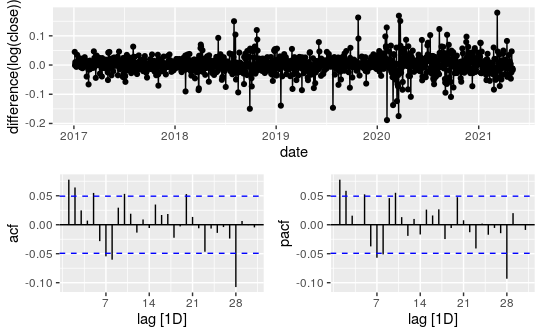 difference(log(close))
0.1
0.0
-0.1
-0.2
2017 2018 2019 2020 2021
date
acf
0.05
0.00
-0.05
-0.10
7 14 21 28
lag [1D]
pacf
0.05
0.00
-0.05
-0.10
7 14 21 28
lag [1D]